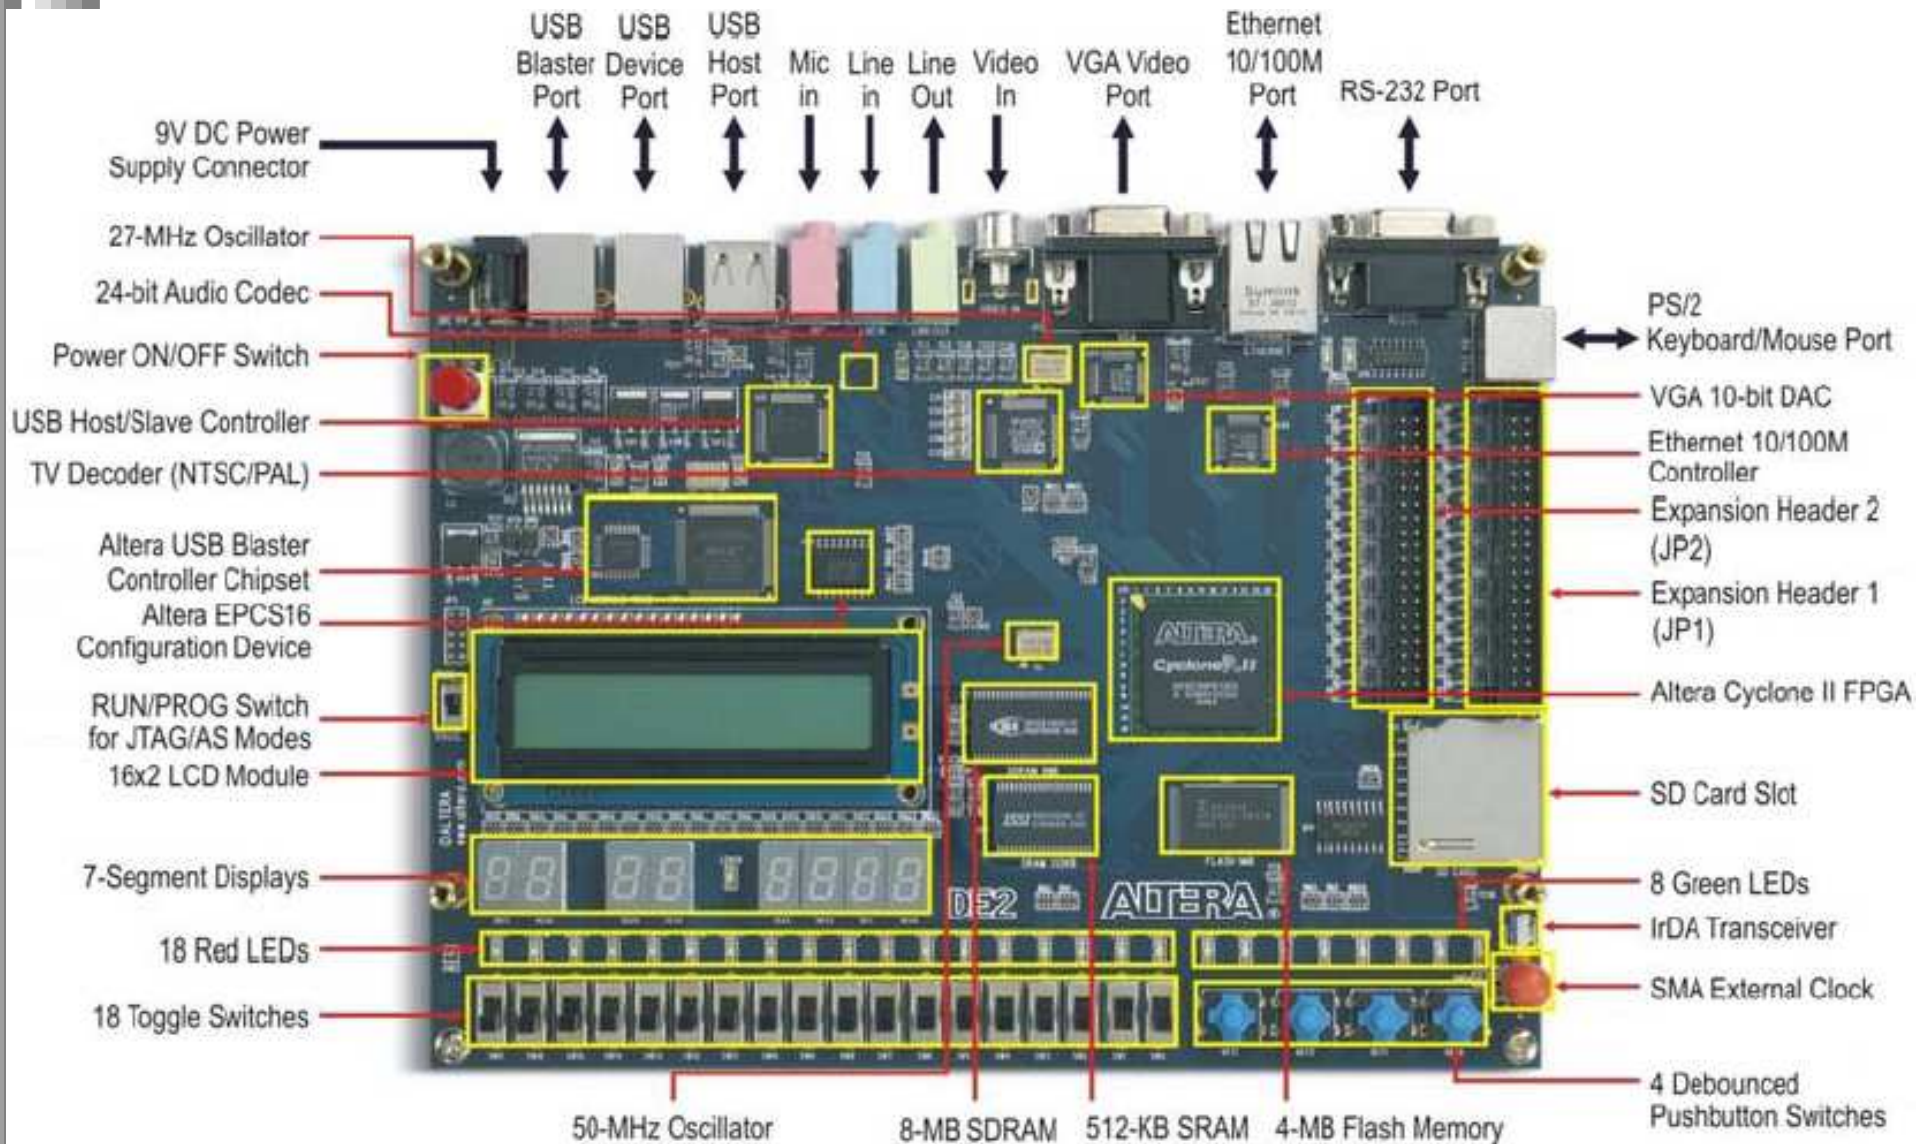 USB
Blaster
Port
USB
Device
Port
USB
Host
Port
Mic
in
Line
in
Line
Out
Video
In
VGA Video
Port
Ethernet
10/100M
Port
RS-232 Port
9V DC Power
Supply Connector
27-MHz Oscillator
24-bit Audio Codec
Power ON/OFF Switch
USB Host/Slave Controller
TV Decoder (NTSC/PAL)
Altera USB Blaster
Controller Chipset
Altera EPCS16
Configuration Device
RUN/PROG Switch
for JTAG/AS Modes
16x2 LCD Module
7-Segment Displays
18 Red LEDs
18 Toggle Switches
PS/2
Keyboard/Mouse Port
VGA 10-bit DAC
Ethernet 10/100M
Controller
Expansion Header 2
(JP2)
Expansion Header 1
(JP1)
Altera Cyclone II FPGA
SD Card Slot
8 Green LEDs
IrDA Transceiver
SMA External Clock
4 Debounced
Pushbutton Switches
50-MHz Oscillator
8-MB SDRAM
512-KB SRAM
4-MB Flash Memory
ALTERA
Cyclone II
ISSI
DE2
ALTERA